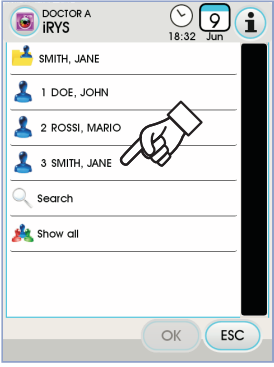 DOCTOR A
iRYS
9
i
18:32 Jun
SMITH, JANE
1 DOE, JOHN
2 ROSSI, MARIO
3 SMITH, JANE
Search
Show all
OK ESC